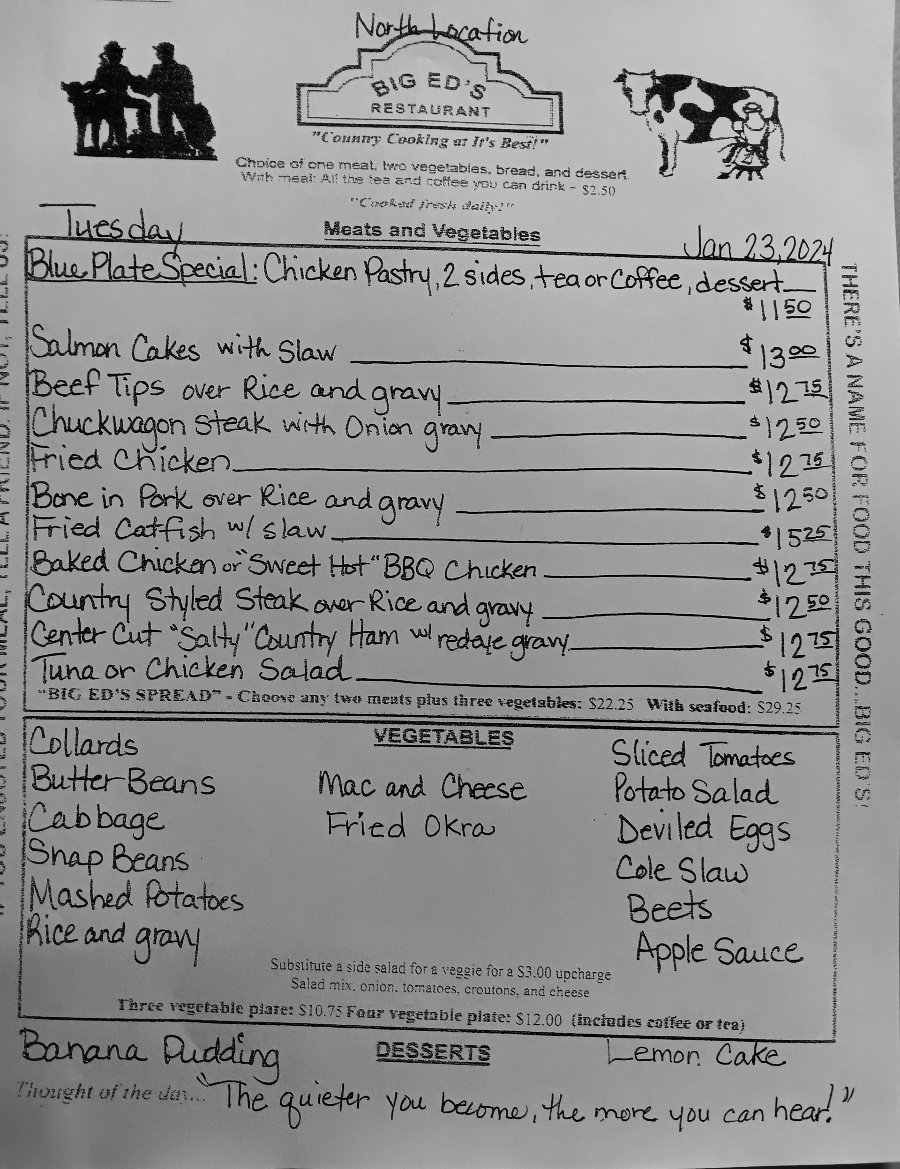 North Location
BIG ED'S
RESTAURANT
"Country Cooking at It's Best!"
Choice of one meat, two vegetables, bread, and dessert
With meal: All the tea and coffee you can drink - $2.50
"Cooked fresh daily!"
Tuesday
Meats and Vegetables
Jan 23, 2024
Blue Plate Special: Chicken Pastry, 2 sides, tea or Coffee, dessert
$11 50
Salmon Cakes with Slaw $13 00
Beef Tips over Rice and gravy $12 75
Chuckwagon Steak with Onion gravy $12 50
Fried Chicken $12 75
Bone in Pork over Rice and gravy $12 50
Fried Catfish w/ slaw $15 25
Baked Chicken or "Sweet Hot" BBQ Chicken $12 75
Country Styled Steak over Rice and gravy $12 50
Center Cut "Salty" Country Ham w/ redeye gravy $12 75
Tuna or Chicken Salad $12 75
"BIG ED'S SPREAD" - Choose any two meats plus three vegetables: $22.25 With seafood: $29.25
THERE'S A NAME FOR FOOD THIS GOOD...BIG ED'S!
VEGETABLES
Collards
Butter Beans
Cabbage
Snap Beans
Mashed Potatoes
Rice and gravy
Mac and Cheese
Fried Okra
Sliced Tomatoes
Potato Salad
Deviled Eggs
Cole Slaw
Beets
Apple Sauce
Substitute a side salad for a veggie for a $3.00 upcharge
Salad mix, onion, tomatoes, croutons, and cheese
Three vegetable plate: $10.75 Four vegetable plate: $12.00 (includes coffee or tea)
Banana Pudding
DESSERTS
Lemon Cake
Thought of the day... "The quieter you become, the more you can hear!"